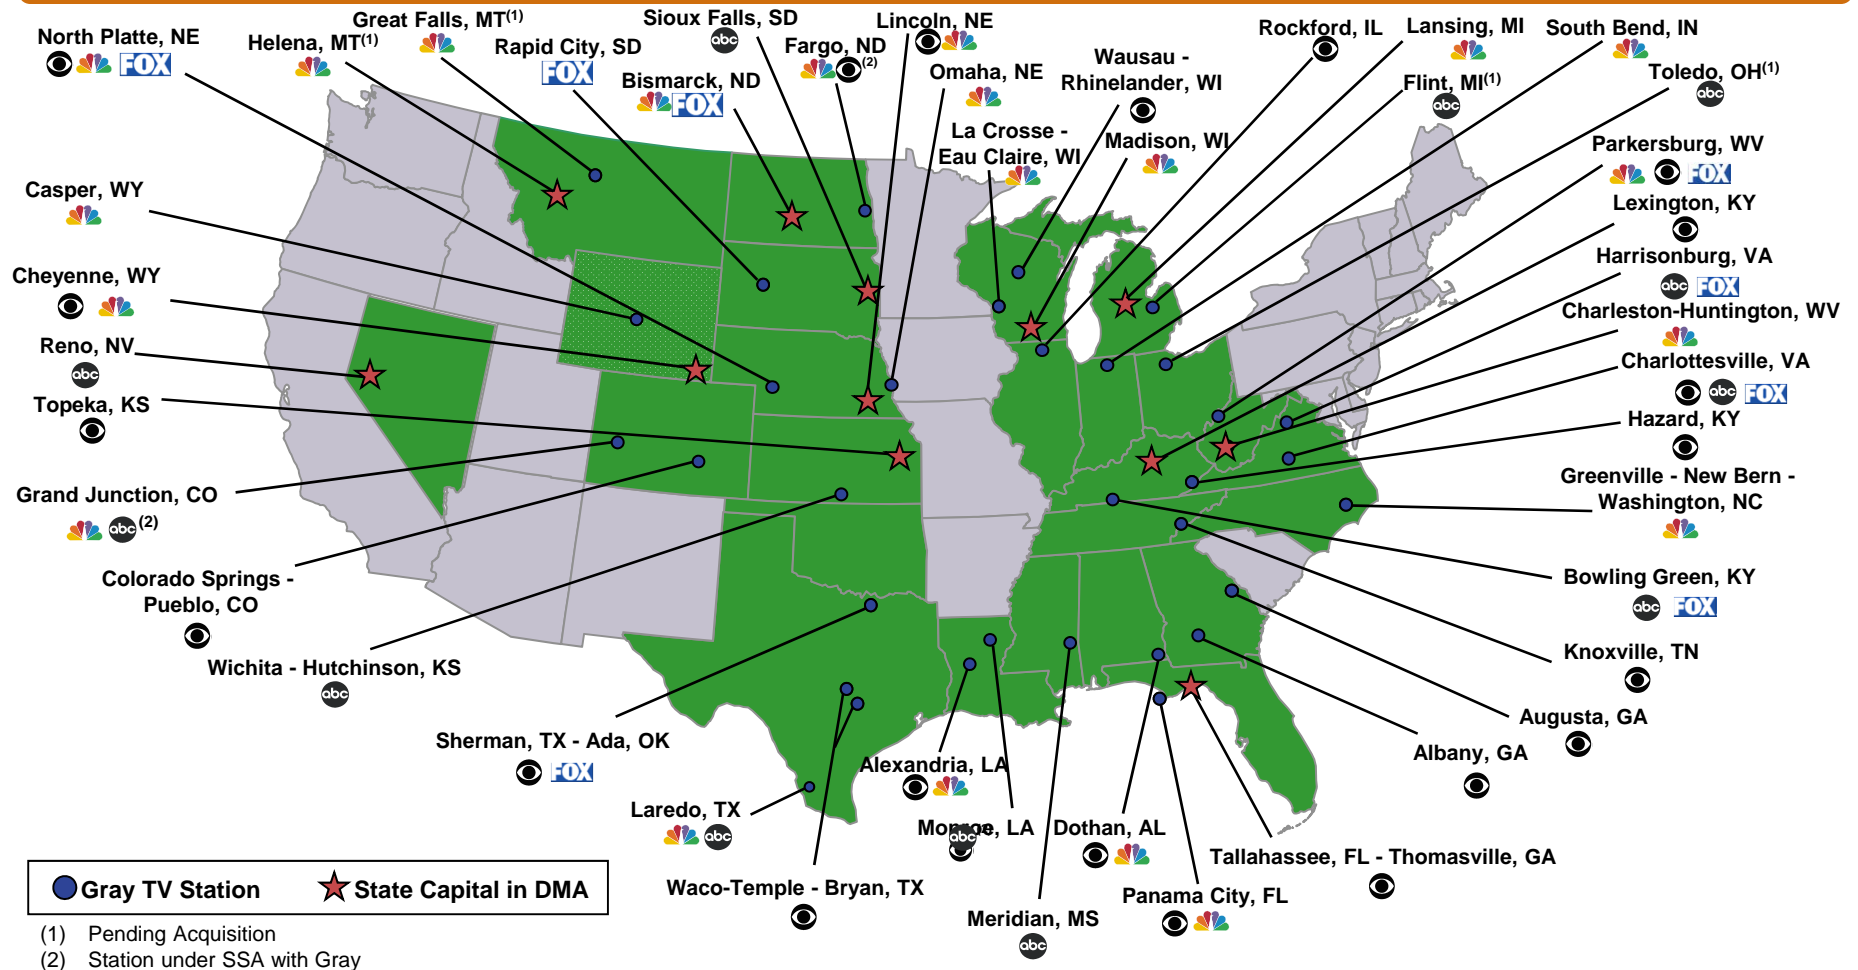 North Platte, NE
FOX
Helena, MT(1)
Great Falls, MT(1)
Rapid City, SD
FOX
Sioux Falls, SD
abc
Bismarck, ND
FOX
Fargo, ND
(2)
Lincoln, NE
Omaha, NE
Wausau -
Rhinelander, WI
La Crosse -
Eau Claire, WI
Madison, WI
Rockford, IL
Lansing, MI
Flint, MI(1)
abc
South Bend, IN
Toledo, OH(1)
abc
Parkersburg, WV
FOX
Lexington, KY
Harrisonburg, VA
abc FOX
Charleston-Huntington, WV
Charlottesville, VA
abc FOX
Hazard, KY
Greenville - New Bern -
Washington, NC
Bowling Green, KY
abc FOX
Knoxville, TN
Augusta, GA
Albany, GA
Casper, WY
Cheyenne, WY
Reno, NV
abc
Topeka, KS
Grand Junction, CO
abc (2)
Colorado Springs -
Pueblo, CO
Wichita - Hutchinson, KS
abc
Sherman, TX - Ada, OK
FOX
Laredo, TX
abc
Waco-Temple - Bryan, TX
Alexandria, LA
Monroe, LA
abc
Meridian, MS
abc
Dothan, AL
Panama City, FL
Tallahassee, FL - Thomasville, GA
Gray TV Station
State Capital in DMA
(1) Pending Acquisition
(2) Station under SSA with Gray